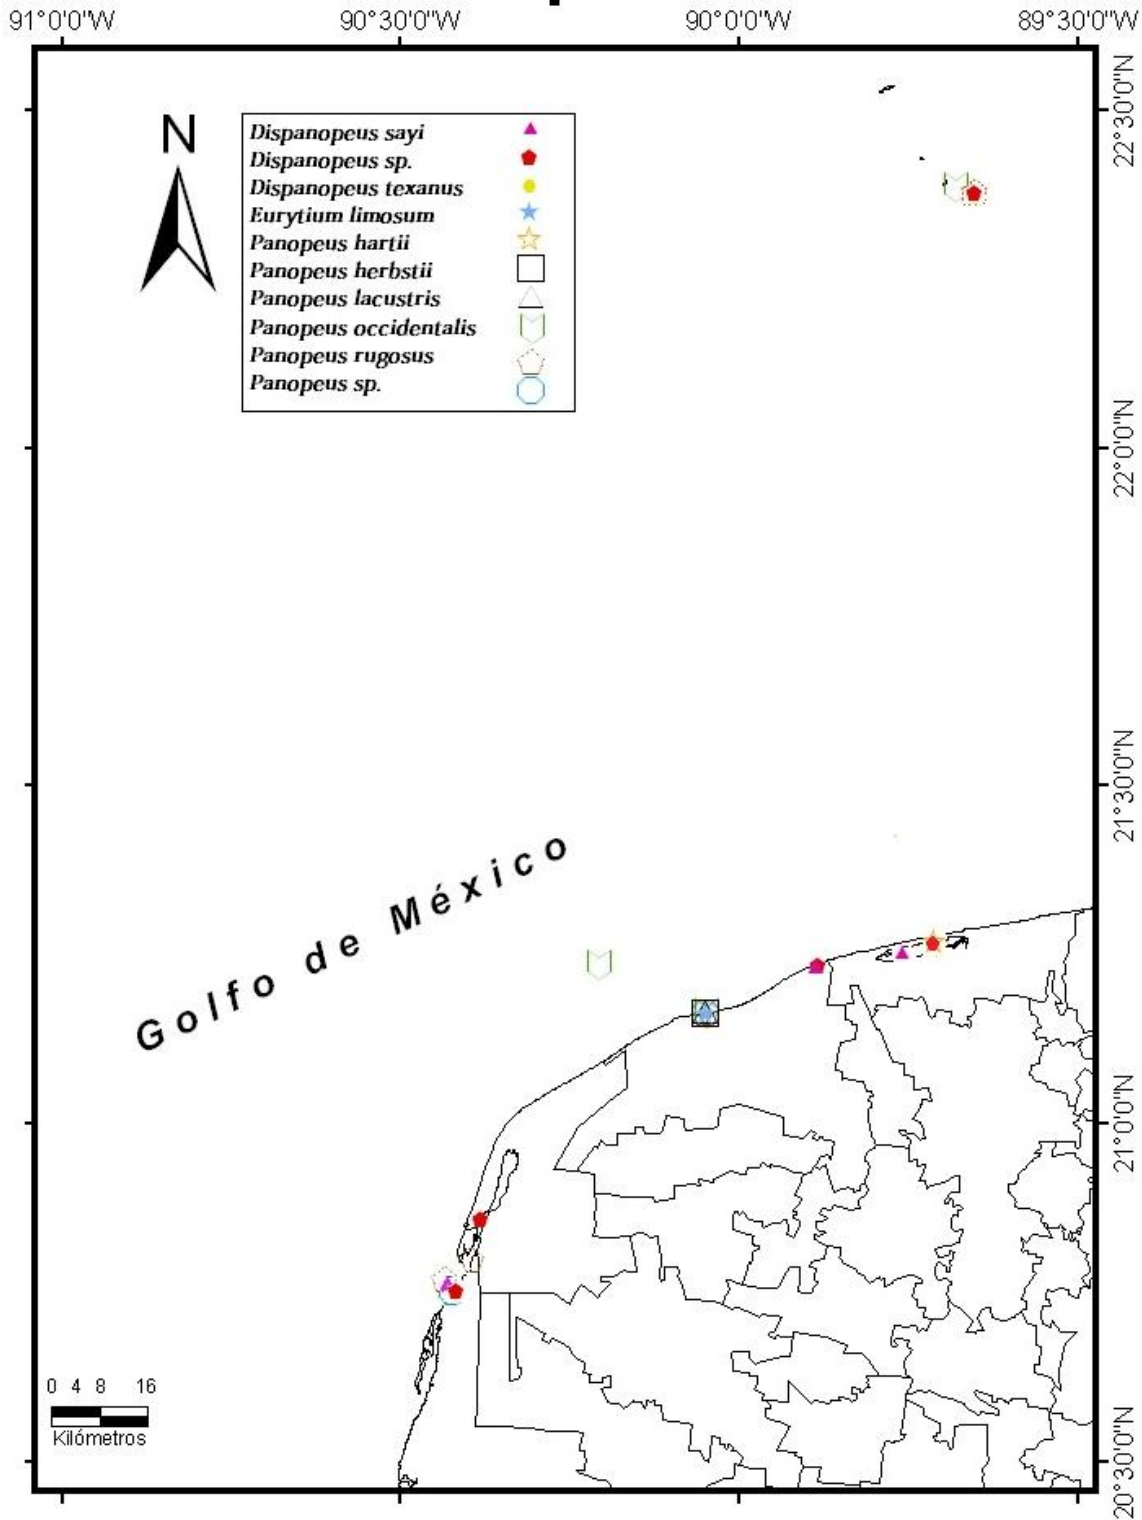 91°0'0"W 90°30'0"W 90°0'0"W 89°30'0"W
N
Dispanopeus sayi
Dispanopeus sp.
Dispanopeus texanus
Eurytium limosum
Panopeus hartii
Panopeus herbstii
Panopeus lacustris
Panopeus occidentalis
Panopeus rugosus
Panopeus sp.
22°30'0"N
22°0'0"N
21°30'0"N
21°0'0"N
20°30'0"N
Golfo de México
0 4 8 16
Kilómetros